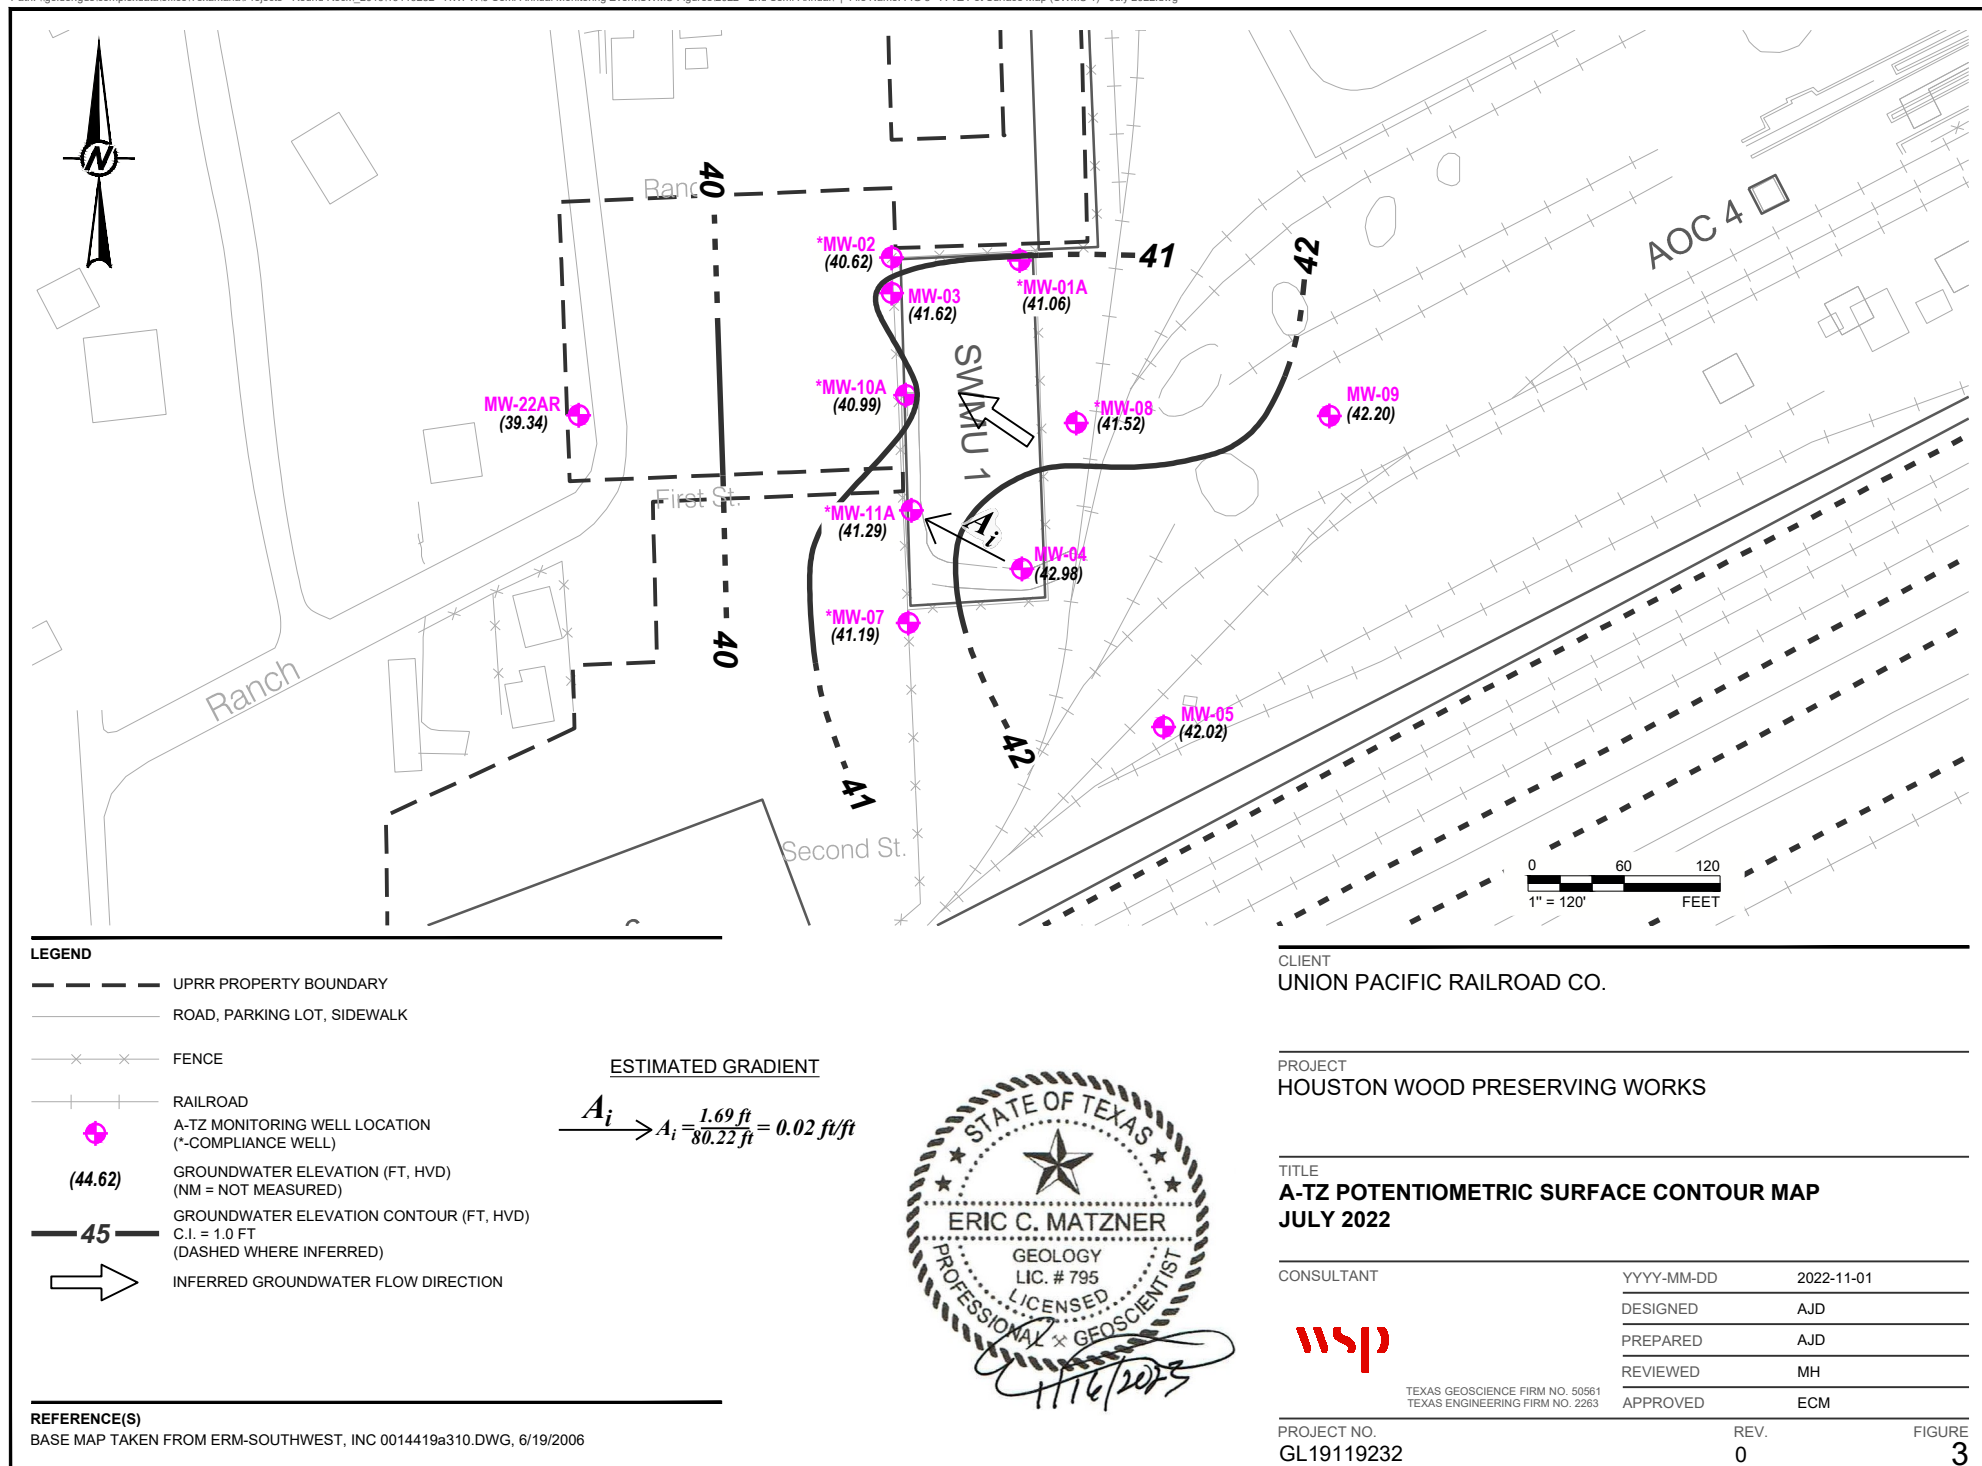 40
Ranc
*MW-02
(40.62)
MW-03
(41.62)
*MW-01A
(41.06)
41
42
AOC 4
MW-22AR
(39.34)
*MW-10A
(40.99)
SWMU 1
*MW-08
(41.52)
MW-09
(42.20)
First St.
*MW-11A
(41.29)
Ai
MW-04
(42.98)
*MW-07
(41.19)
40
Ranch
MW-05
(42.02)
42
41
Second St.
0 60 120
1" = 120' FEET
LEGEND
UPRR PROPERTY BOUNDARY
ROAD, PARKING LOT, SIDEWALK
FENCE
RAILROAD
A-TZ MONITORING WELL LOCATION
(*-COMPLIANCE WELL)
(44.62) GROUNDWATER ELEVATION (FT, HVD)
(NM = NOT MEASURED)
45 GROUNDWATER ELEVATION CONTOUR (FT, HVD)
C.I. = 1.0 FT
(DASHED WHERE INFERRED)
INFERRED GROUNDWATER FLOW DIRECTION
ESTIMATED GRADIENT
Ai
Ai = 1.69 ft / 80.22 ft = 0.02 ft/ft
STATE OF TEXAS
ERIC C. MATZNER
GEOLOGY
LIC. # 795
LICENSED
PROFESSIONAL GEOSCIENTIST
1/16/2023
REFERENCE(S)
BASE MAP TAKEN FROM ERM-SOUTHWEST, INC 0014419a310.DWG, 6/19/2006
CLIENT
UNION PACIFIC RAILROAD CO.
PROJECT
HOUSTON WOOD PRESERVING WORKS
TITLE
A-TZ POTENTIOMETRIC SURFACE CONTOUR MAP
JULY 2022
CONSULTANT
wsp
TEXAS GEOSCIENCE FIRM NO. 50561
TEXAS ENGINEERING FIRM NO. 2263
YYYY-MM-DD 2022-11-01
DESIGNED AJD
PREPARED AJD
REVIEWED MH
APPROVED ECM
PROJECT NO.
GL19119232
REV.
0
FIGURE
3